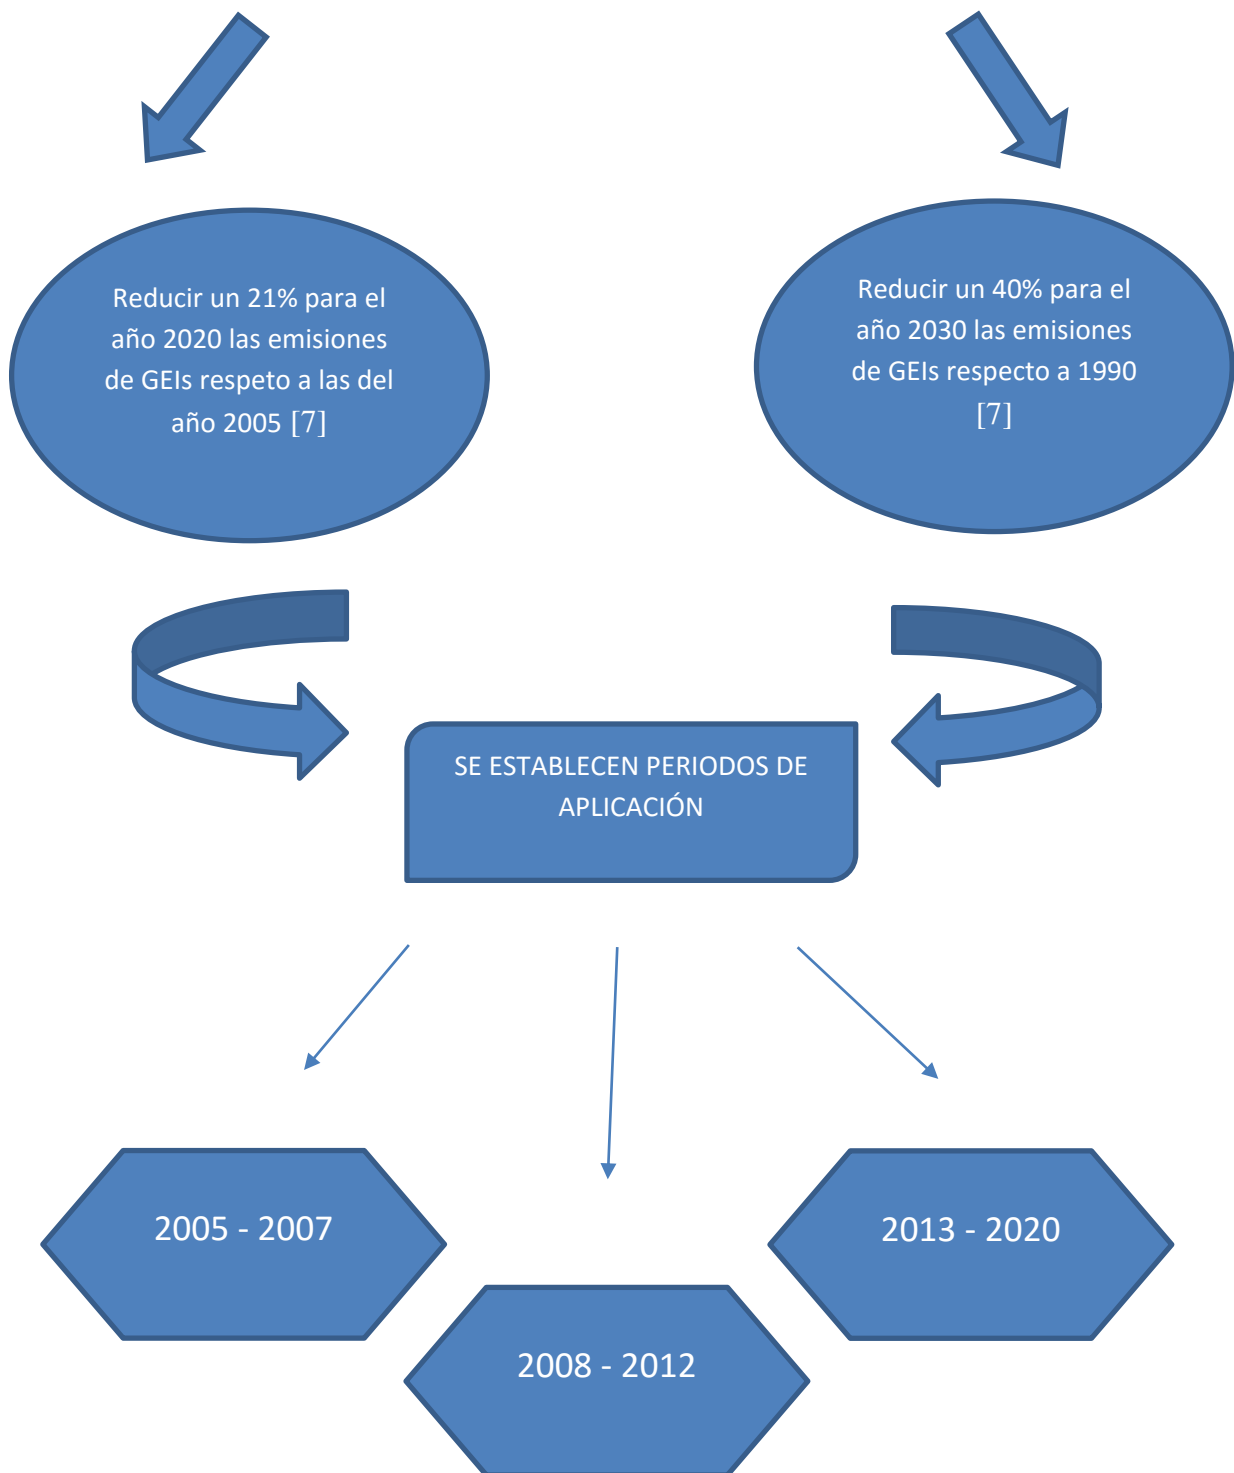 Reducir un 21% para el
año 2020 las emisiones
de GEIs respeto a las del
año 2005 [7]
Reducir un 40% para el
año 2030 las emisiones
de GEIs respecto a 1990
[7]
SE ESTABLECEN PERIODOS DE
APLICACIÓN
2005 - 2007
2013 - 2020
2008 - 2012